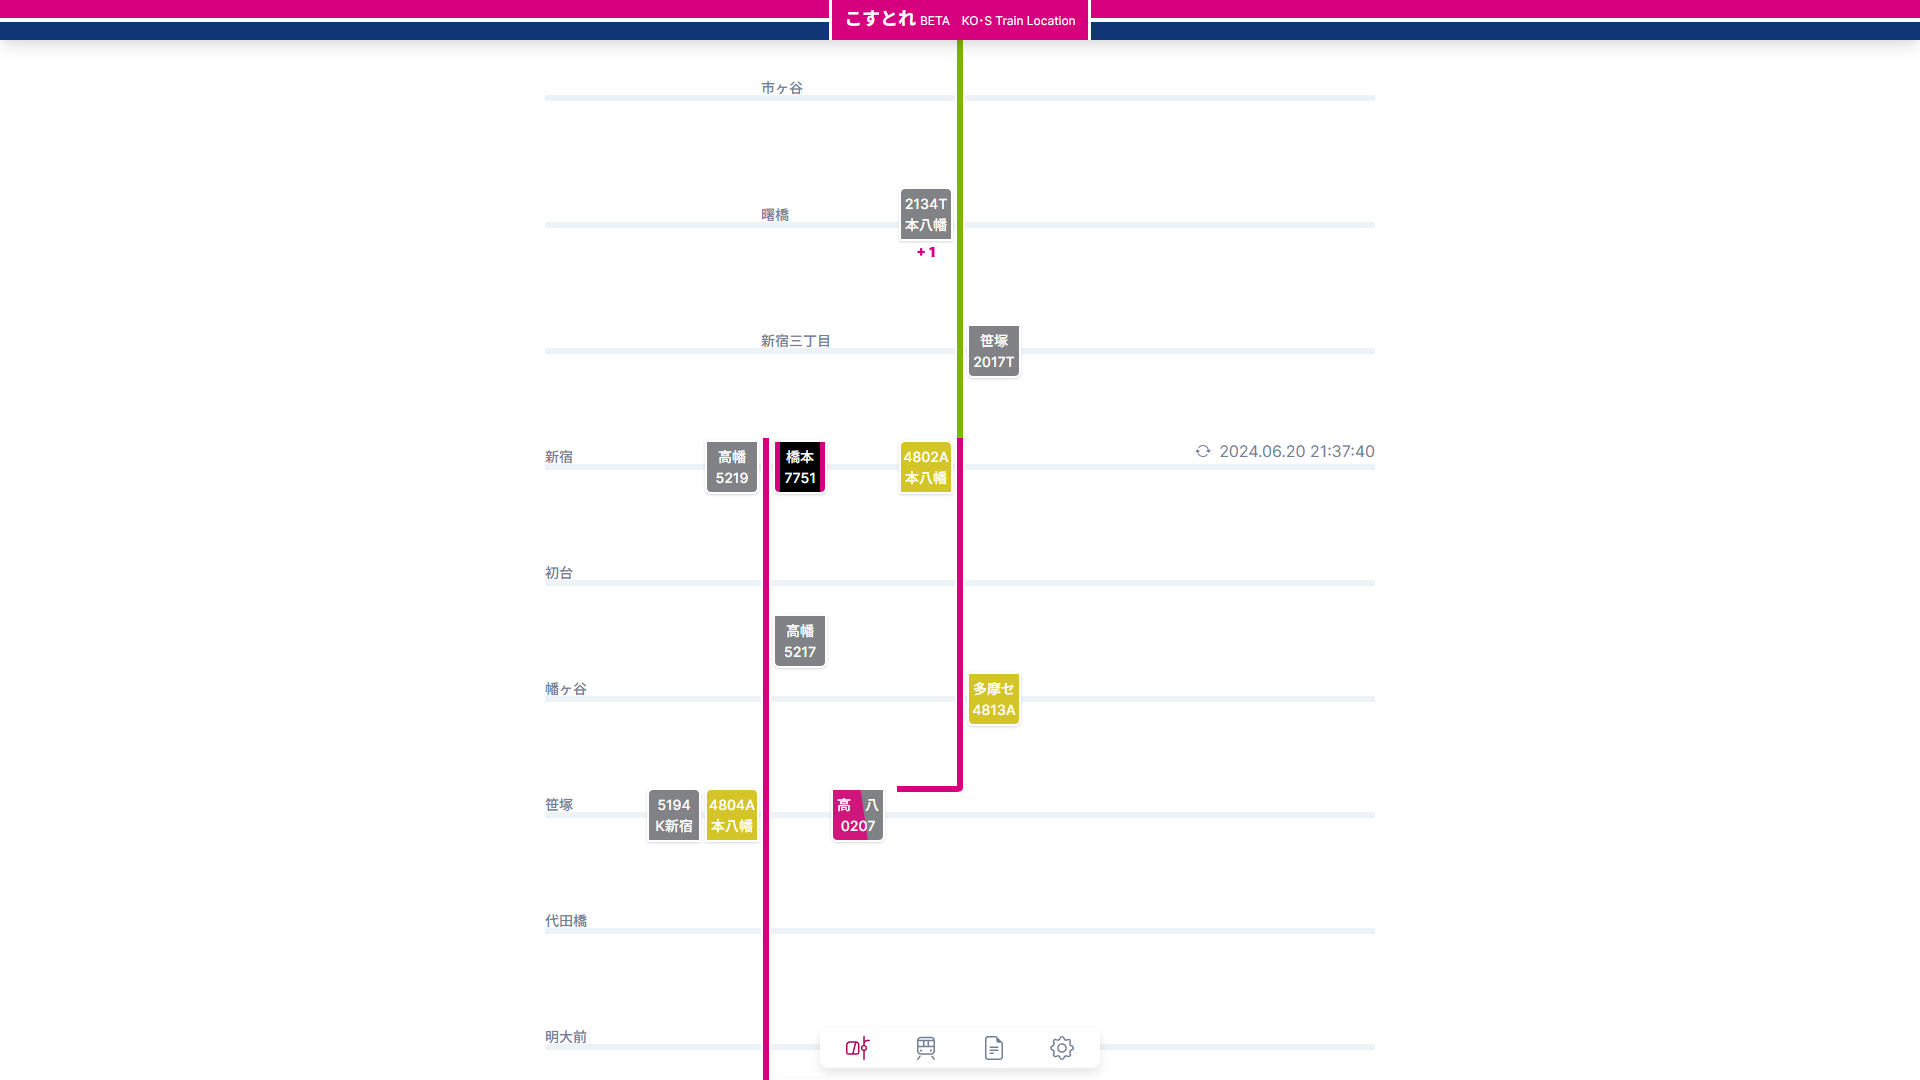 こすとれ BETA KO・S Train Location
市ヶ谷
曙橋
2134T
本八幡
+1
新宿三丁目
笹塚
2017T
新宿
高幡
5219
橋本
7751
4802A
本八幡
2024.06.20 21:37:40
初台
高幡
5217
幡ヶ谷
多摩セ
4813A
笹塚
5194
K新宿
4804A
本八幡
高 八
0207
代田橋
明大前